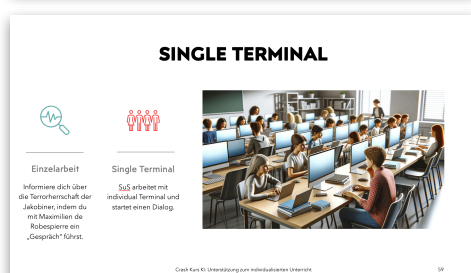 SINGLE TERMINAL
Einzelarbeit
Informiere dich über
die Terrorherrschaft der
Jakobiner, indem du
mit Maximilien de
Robespierre ein
„Gespräch" führst.
Single Terminal
SuS arbeitet mit
individual Terminal und
startet einen Dialog.
Crash Kurs KI: Unterstützung zum individualisierten Unterricht
59